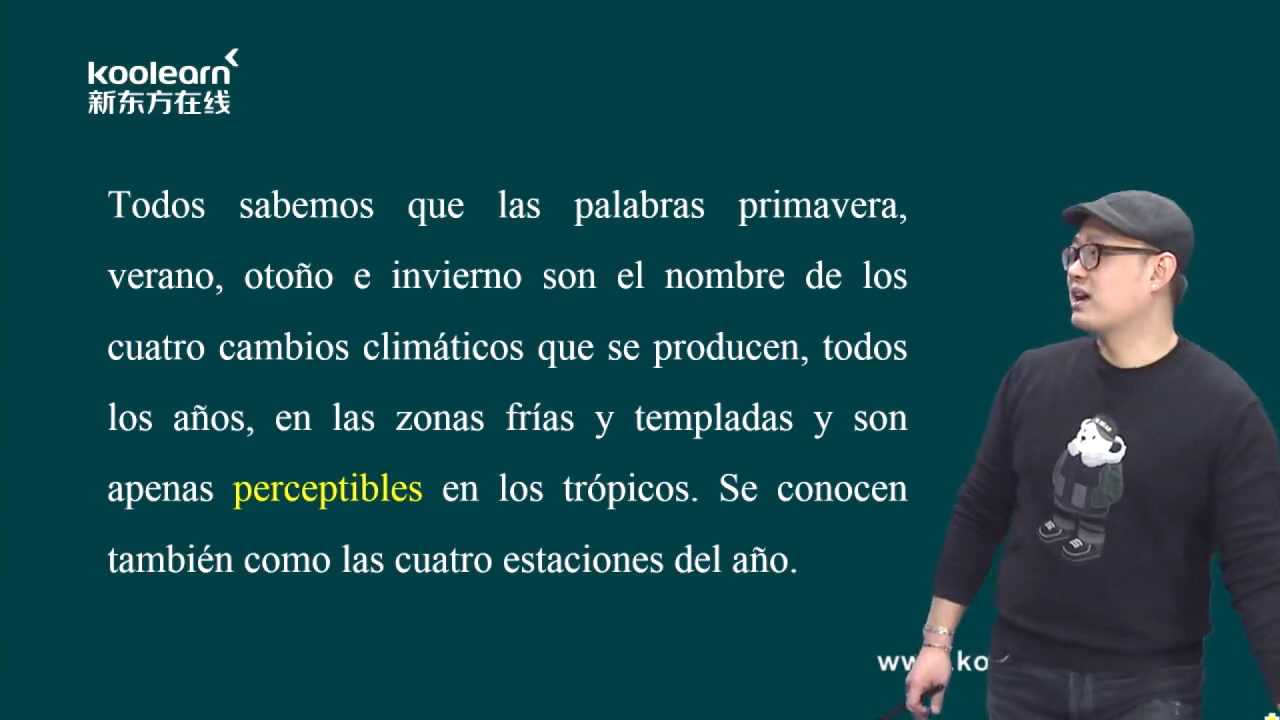 koolearn
新东方在线
Todos sabemos que las palabras primavera,
verano, otoño e invierno son el nombre de los
cuatro cambios climáticos que se producen, todos
los años, en las zonas frías y templadas y son
apenas perceptibles en los trópicos. Se conocen
también como las cuatro estaciones del año.